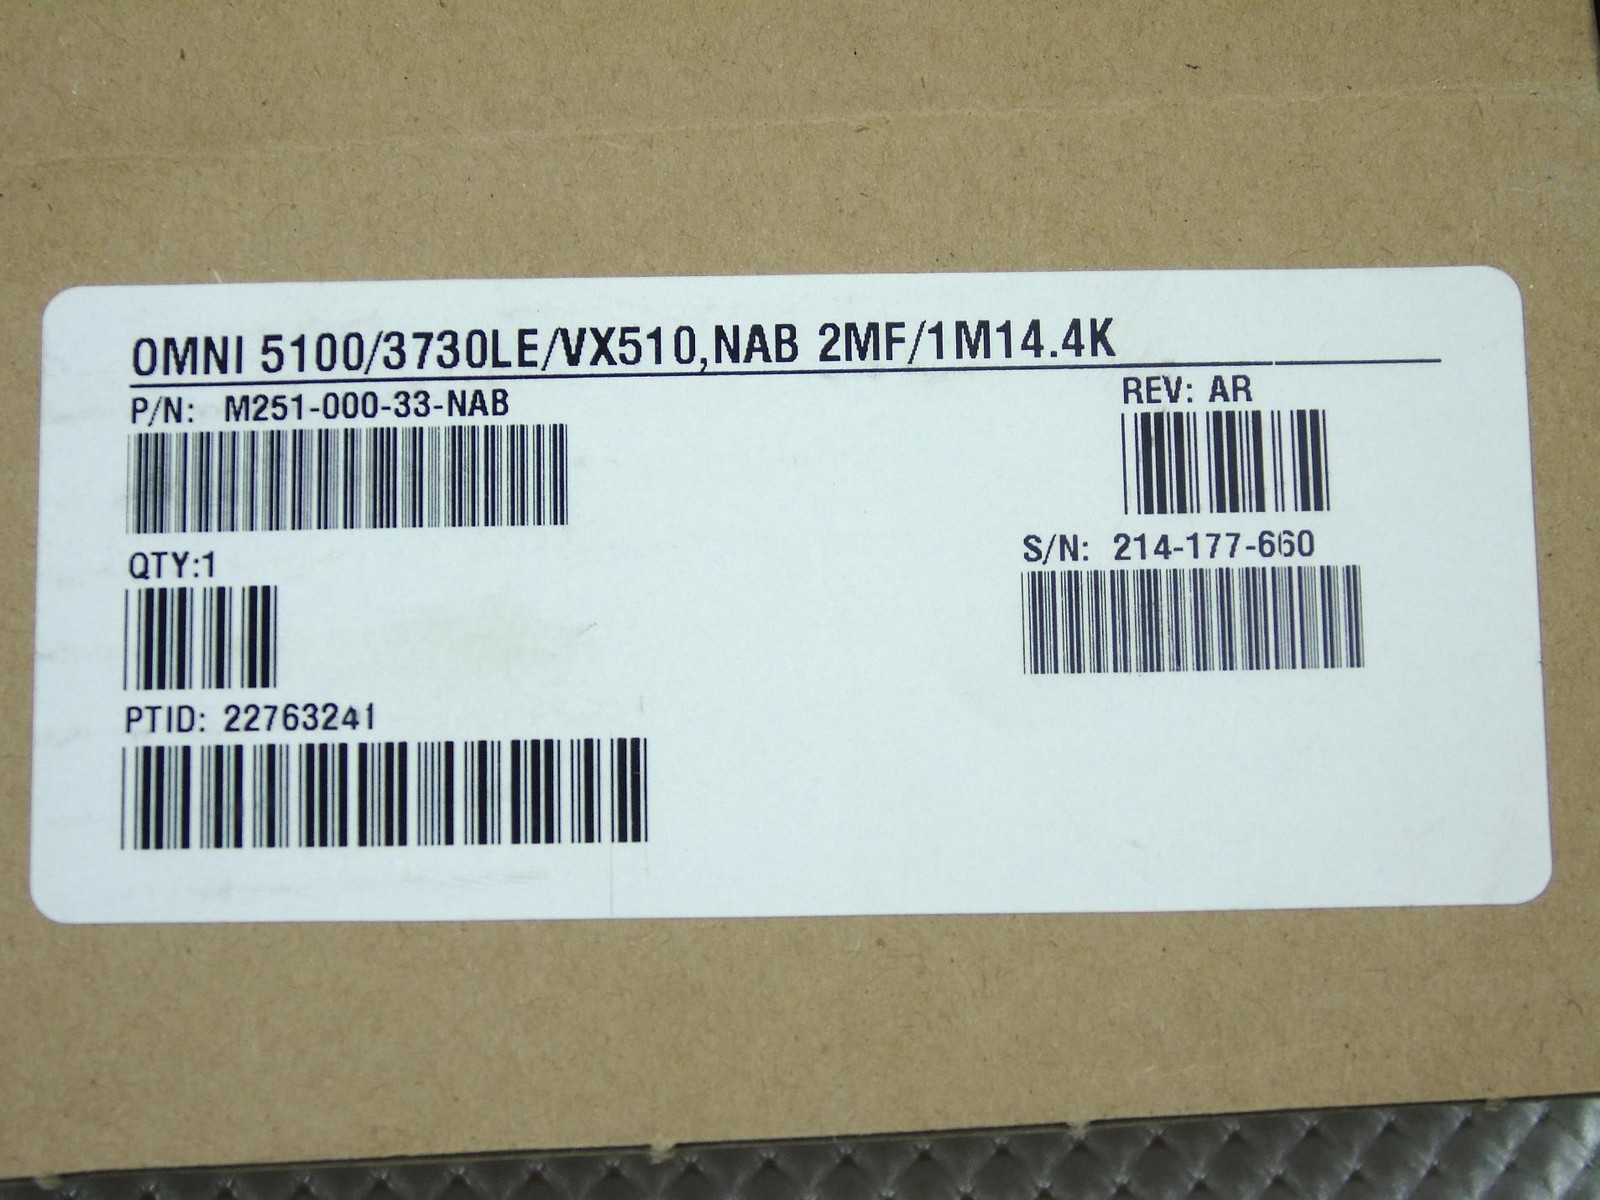 OMNI 5100/3730LE/VX510,NAB 2MF/1M14.4K
P/N: M251-000-33-NAB
REV: AR
QTY:1
S/N: 214-177-660
PTID: 22763241